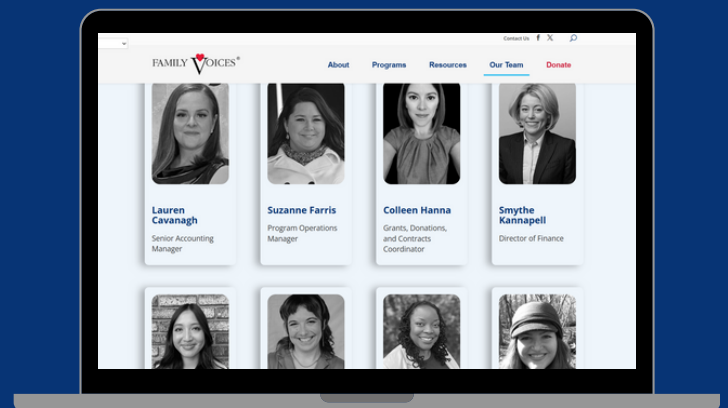 Contact Us
FAMILY VOICES®
About Programs Resources Our Team Donate
Lauren
Cavanagh
Senior Accounting
Manager
Suzanne Farris
Program Operations
Manager
Colleen Hanna
Grants, Donations,
and Contracts
Coordinator
Smythe
Kannapell
Director of Finance